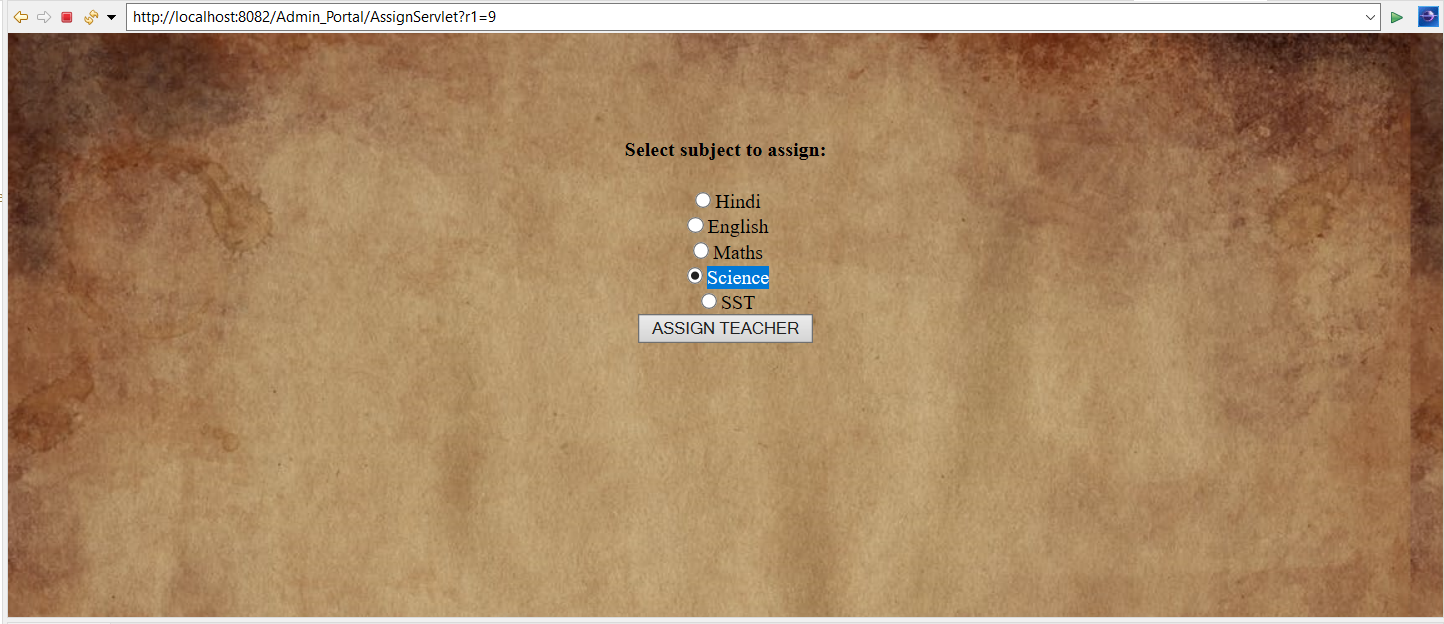 http://localhost:8082/Admin_Portal/AssignServlet?r1=9
Select subject to assign:
Hindi
English
Maths
Science
SST
ASSIGN TEACHER